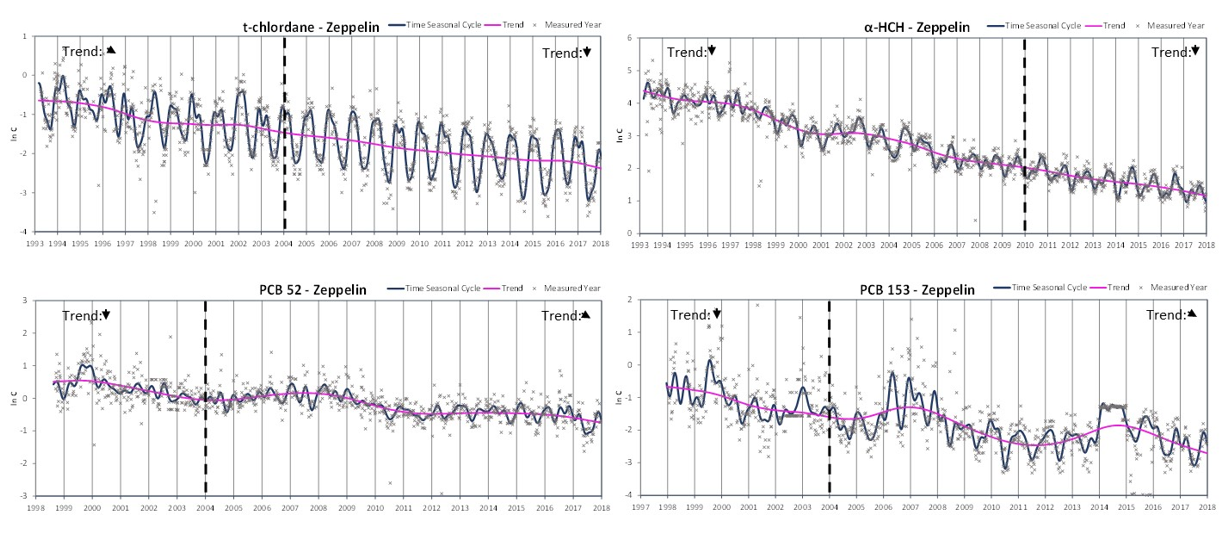 t-chlordane - Zeppelin
Time Seasonal Cycle Trend × Measured Year
Trend:
Trend:
ln C
1
0
-1
-2
-3
-4
1993 1994 1995 1996 1997 1998 1999 2000 2001 2002 2003 2004 2005 2006 2007 2008 2009 2010 2011 2012 2013 2014 2015 2016 2017 2018
α-HCH - Zeppelin
Time Seasonal Cycle Trend × Measured Year
Trend:
Trend:
ln C
6
5
4
3
2
1
0
1993 1994 1995 1996 1997 1998 1999 2000 2001 2002 2003 2004 2005 2006 2007 2008 2009 2010 2011 2012 2013 2014 2015 2016 2017 2018
PCB 52 - Zeppelin
Time Seasonal Cycle Trend × Measured Year
Trend:
Trend:
ln C
3
2
1
0
-1
-2
-3
1998 1999 2000 2001 2002 2003 2004 2005 2006 2007 2008 2009 2010 2011 2012 2013 2014 2015 2016 2017 2018
PCB 153 - Zeppelin
Time Seasonal Cycle Trend × Measured Year
Trend:
Trend:
ln C
2
1
0
-1
-2
-3
-4
1997 1998 1999 2000 2001 2002 2003 2004 2005 2006 2007 2008 2009 2010 2011 2012 2013 2014 2015 2016 2017 2018